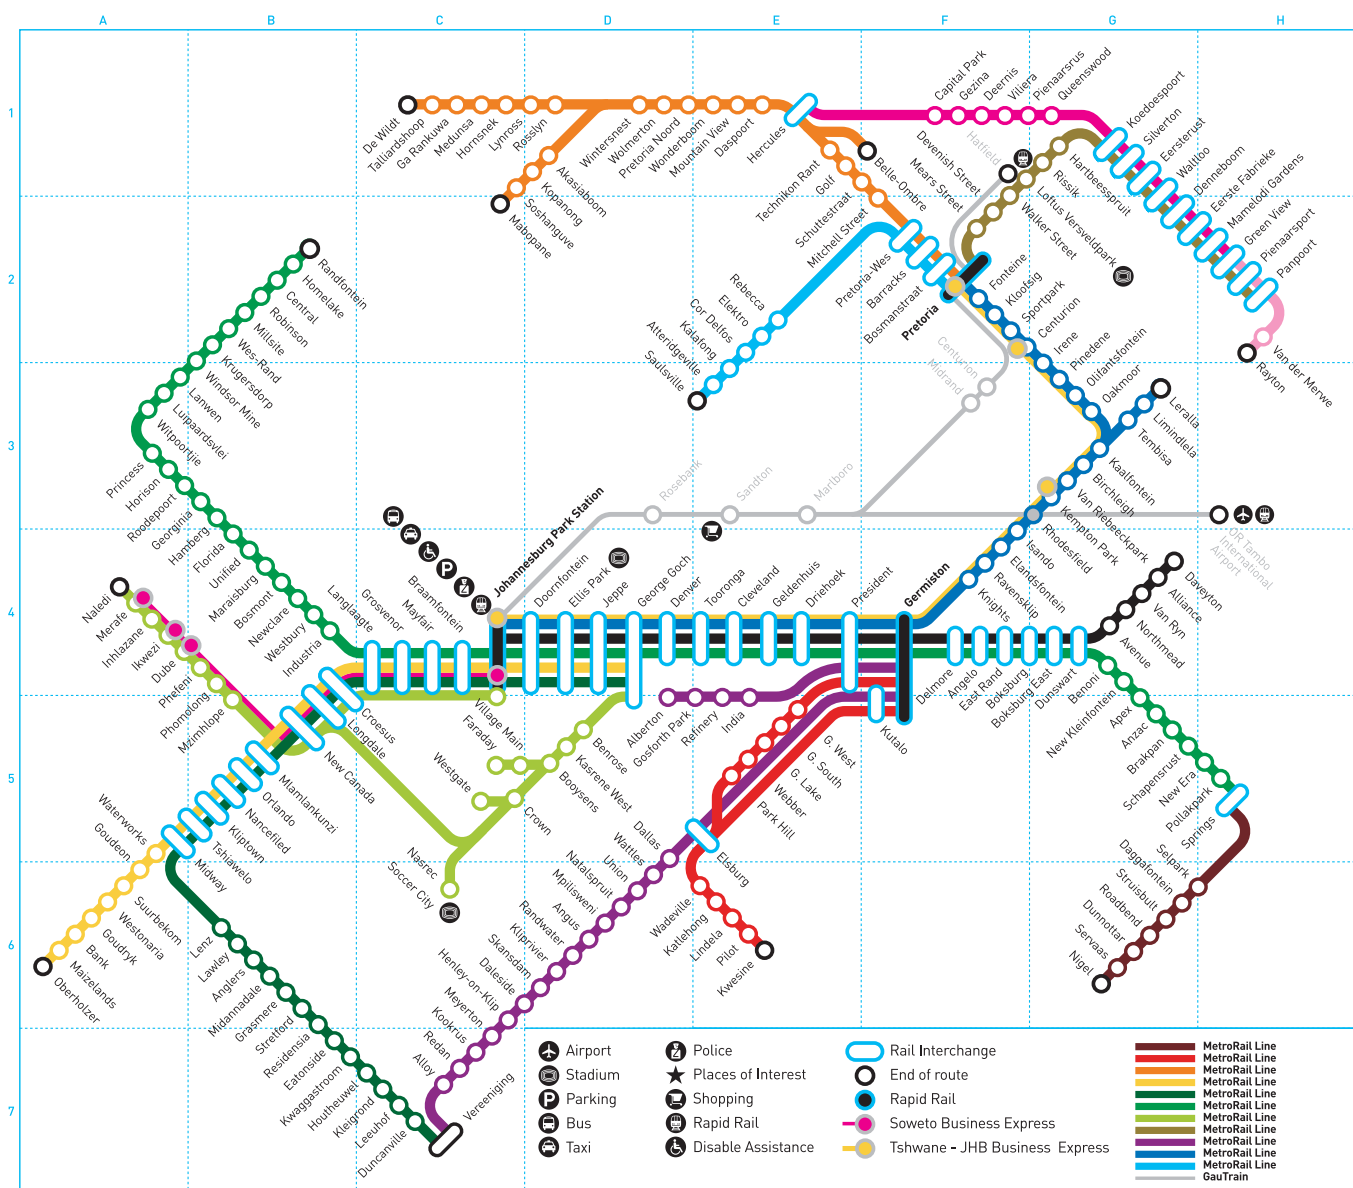 A
B
C
D
E
F
G
H
1
2
3
4
5
6
7
De Wildt
Talliardshoop
Ga Rankuwa
Medunsa
Hornsnek
Lynross
Rosslyn
Wintersnest
Wolmerton
Pretoria Noord
Wonderboom
Mountain View
Daspoort
Hercules
Akasiaboom
Kopanong
Soshanguve
Mabopane
Technikon Rant
Golf
Schuttestraat
Mitchell Street
Belle-Ombre
Pretoria-Wes
Barracks
Bosmanstraat
Pretoria
Capital Park
Gezina
Deernis
Viliera
Pienaarsrus
Queenswood
Koedoespoort
Silverton
Eersterust
Wattloo
Denneboom
Eerste Fabrieke
Mamelodi Gardens
Green View
Pienaarsport
Panpoort
Van der Merwe
Rayton
Hartbeesspruit
Rissik
Loftus Versveldpark
Walker Street
Devenish Street
Mears Street
Hatfield
Rebecca
Elektro
Cor Delfos
Kalafong
Atteridgeville
Saulsville
Fonteine
Kloofsig
Sportpark
Centurion
Irene
Pinedene
Olifantsfontein
Oakmoor
Centurion
Midrand
Leralla
Limindlela
Tembisa
Kaalfontein
Birchleigh
Van Riebeeckpark
Kempton Park
Rhodesfield
Isando
Elandsfontein
Ravensklip
Knights
OR Tambo
International
Airport
Rosebank
Sandton
Marlboro
Randfontein
Homelake
Central
Robinson
Millsite
Wes-Rand
Krugersdorp
Windsor Mine
Lanwen
Luipaardsvlei
Witpoortjie
Princess
Horison
Roodepoort
Georginia
Hamberg
Florida
Unified
Maraisburg
Bosmont
Newclare
Westbury
Industria
Langlaagte
Grosvenor
Mayfair
Braamfontein
Johannesburg Park Station
Doornfontein
Ellis Park
Jeppe
George Goch
Denver
Tooronga
Cleveland
Geldenhuis
Driehoek
President
Germiston
Naledi
Merafe
Inhlazane
Ikwezi
Dube
Phefeni
Phomolong
Mzimhlope
Croesus
Longdale
New Canada
Mlamlankunzi
Orlando
Nancefiled
Kliptown
Tshiawelo
Midway
Waterworks
Goudeon
Suurbekom
Westonaria
Goudryk
Bank
Maizelands
Oberholzer
Village Main
Faraday
Westgate
Benrose
Kasrene West
Booysens
Crown
Nasrec
Soccer City
Alberton
Gosforth Park
Refinery
India
Kutalo
G. West
G. South
G. Lake
Webber
Park Hill
Elsburg
Wadeville
Katlehong
Lindela
Pilot
Kwesine
Delmore
Angelo
East Rand
Boksburg
Boksburg East
Dunswart
Avenue
Northmead
Van Ryn
Alliance
Daveyton
Benoni
New Kleinfontein
Apex
Anzac
Brakpan
Schapensrust
New Era
Pollakpark
Springs
Selpark
Daggafontein
Struisbult
Roadbend
Dunnottar
Servaas
Nigel
Dallas
Wattles
Union
Natalspruit
Mpilisweni
Angus
Randwater
Kliprivier
Skansdam
Daleside
Henley-on-Klip
Meyerton
Kookrus
Redan
Alloy
Vereeniging
Lenz
Lawley
Anglers
Midannadale
Grasmere
Stretford
Residensia
Eatonside
Kwaggastroom
Houtheuwel
Kleigrond
Leeuhof
Duncanville
Airport
Stadium
Parking
Bus
Taxi
Police
Places of Interest
Shopping
Rapid Rail
Disable Assistance
Rail Interchange
End of route
Rapid Rail
Soweto Business Express
Tshwane - JHB Business Express
MetroRail Line
MetroRail Line
MetroRail Line
MetroRail Line
MetroRail Line
MetroRail Line
MetroRail Line
MetroRail Line
MetroRail Line
MetroRail Line
MetroRail Line
GauTrain